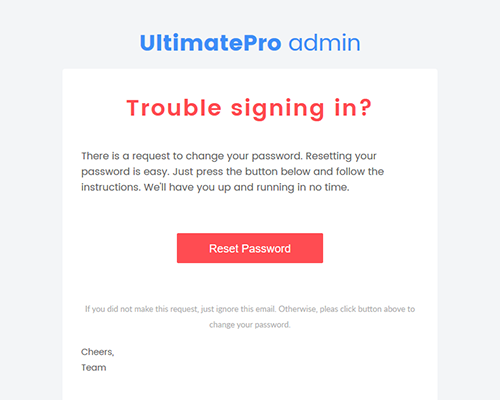 UltimatePro admin
Trouble signing in?
There is a request to change your password. Resetting your
password is easy. Just press the button below and follow the
instructions. We'll have you up and running in no time.
Reset Password
If you did not make this request, just ignore this email. Otherwise, pleas click button above to
change your password.
Cheers,
Team